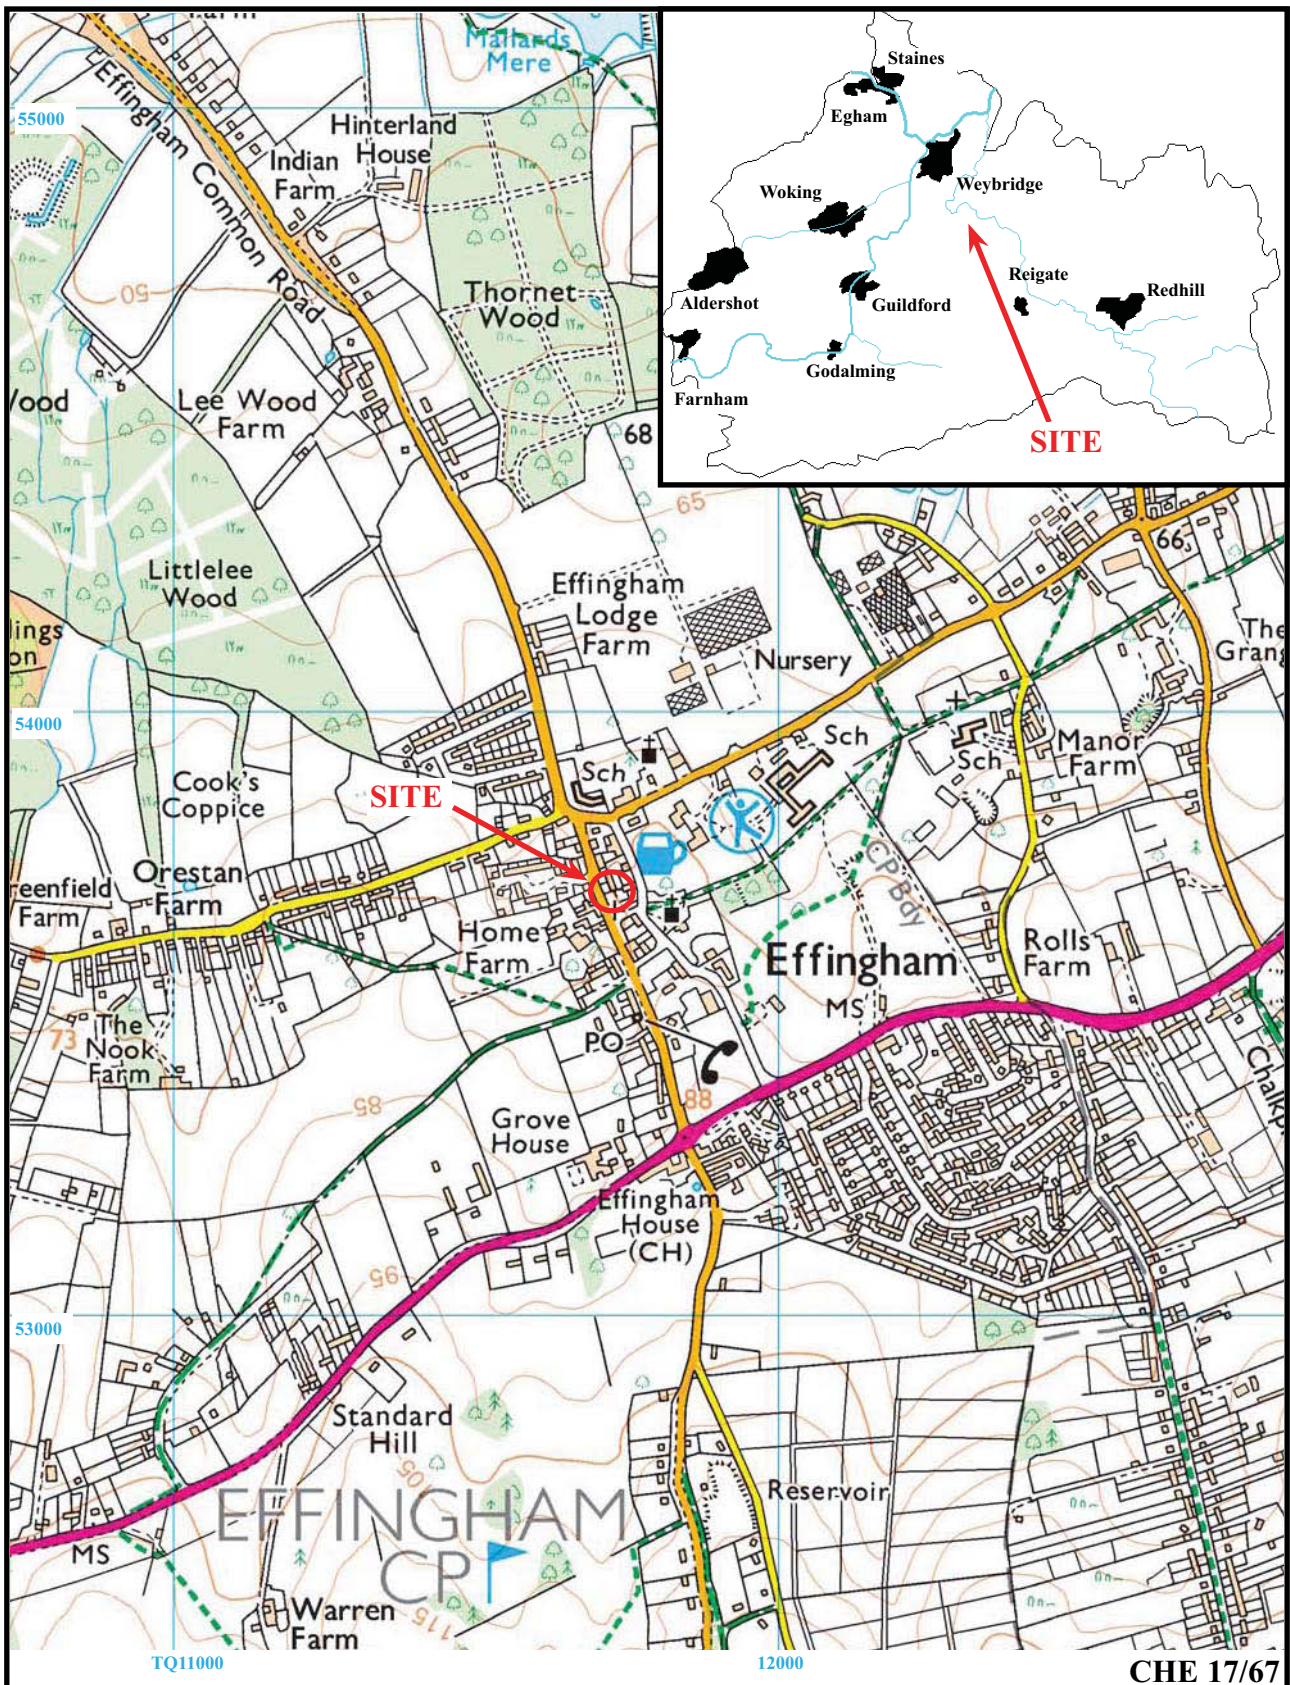 Mallards
Mere
Farm
55000
Effingham Common Road
Hinterland
House
Indian
Farm
50
Thornet
Wood
Lee Wood
Farm
68
65
Staines
Egham
Weybridge
Woking
Reigate
Redhill
Aldershot
Guildford
Godalming
Farnham
SITE
66
Littlelee
Wood
Effingham
Lodge
Farm
Nursery
The
Grang
54000
Sch
Sch
Sch
Manor
Farm
Cook's
Coppice
SITE
Orestan
Farm
reenfield
Farm
CP Bdy
Home
Farm
Effingham
Rolls
Farm
MS
73
The
Nook
Farm
PO
88
Chalkp
85
Grove
House
Effingham
House
(CH)
95
53000
Standard
Hill
105
Reservoir
EFFINGHAM
CP
MS
Warren
Farm
115
TQ11000
12000
CHE 17/67